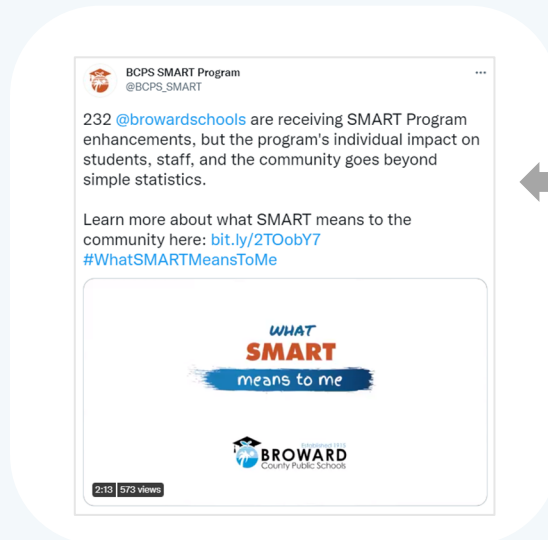 BCPS SMART Program
@BCPS_SMART
232 @browardschools are receiving SMART Program
enhancements, but the program's individual impact on
students, staff, and the community goes beyond
simple statistics.
Learn more about what SMART means to the
community here: bit.ly/2TOobY7
#WhatSMARTMeansToMe
WHAT
SMART
means to me
Established 1915
BROWARD
County Public Schools
2:13 573 views